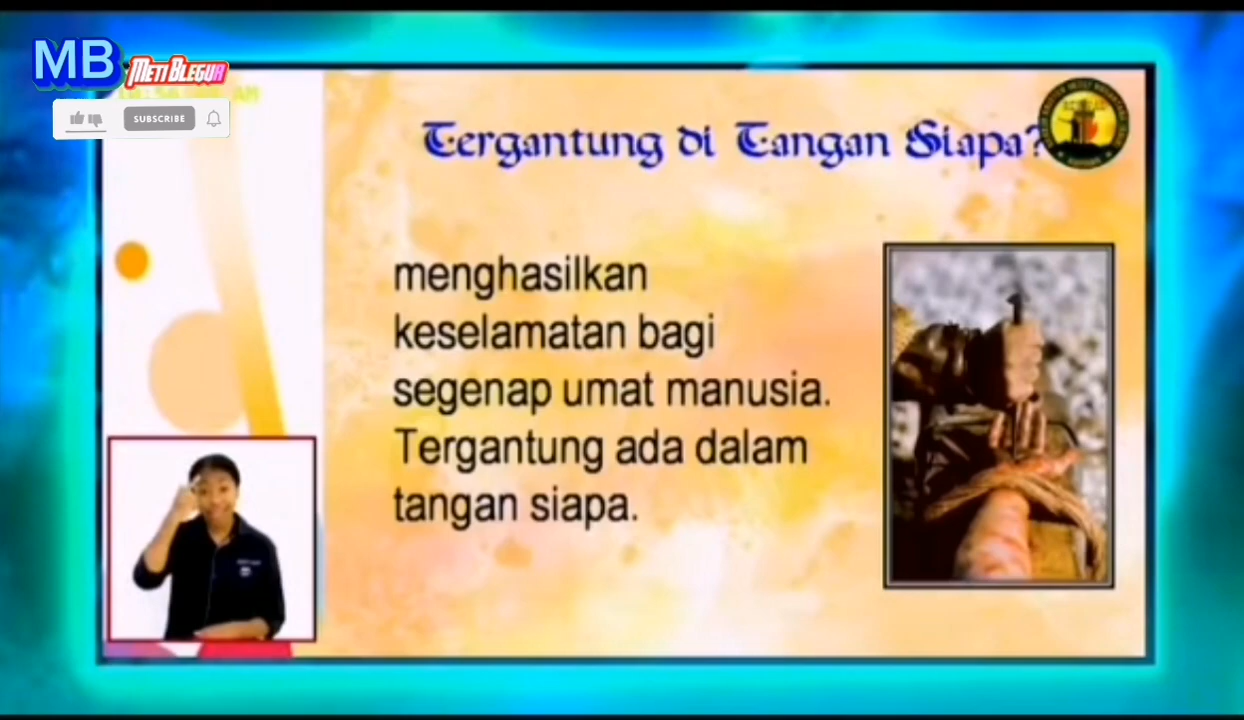 MB METI BLEGUR
SUBSCRIBE
Tergantung di Tangan Siapa?
menghasilkan
keselamatan bagi
segenap umat manusia.
Tergantung ada dalam
tangan siapa.